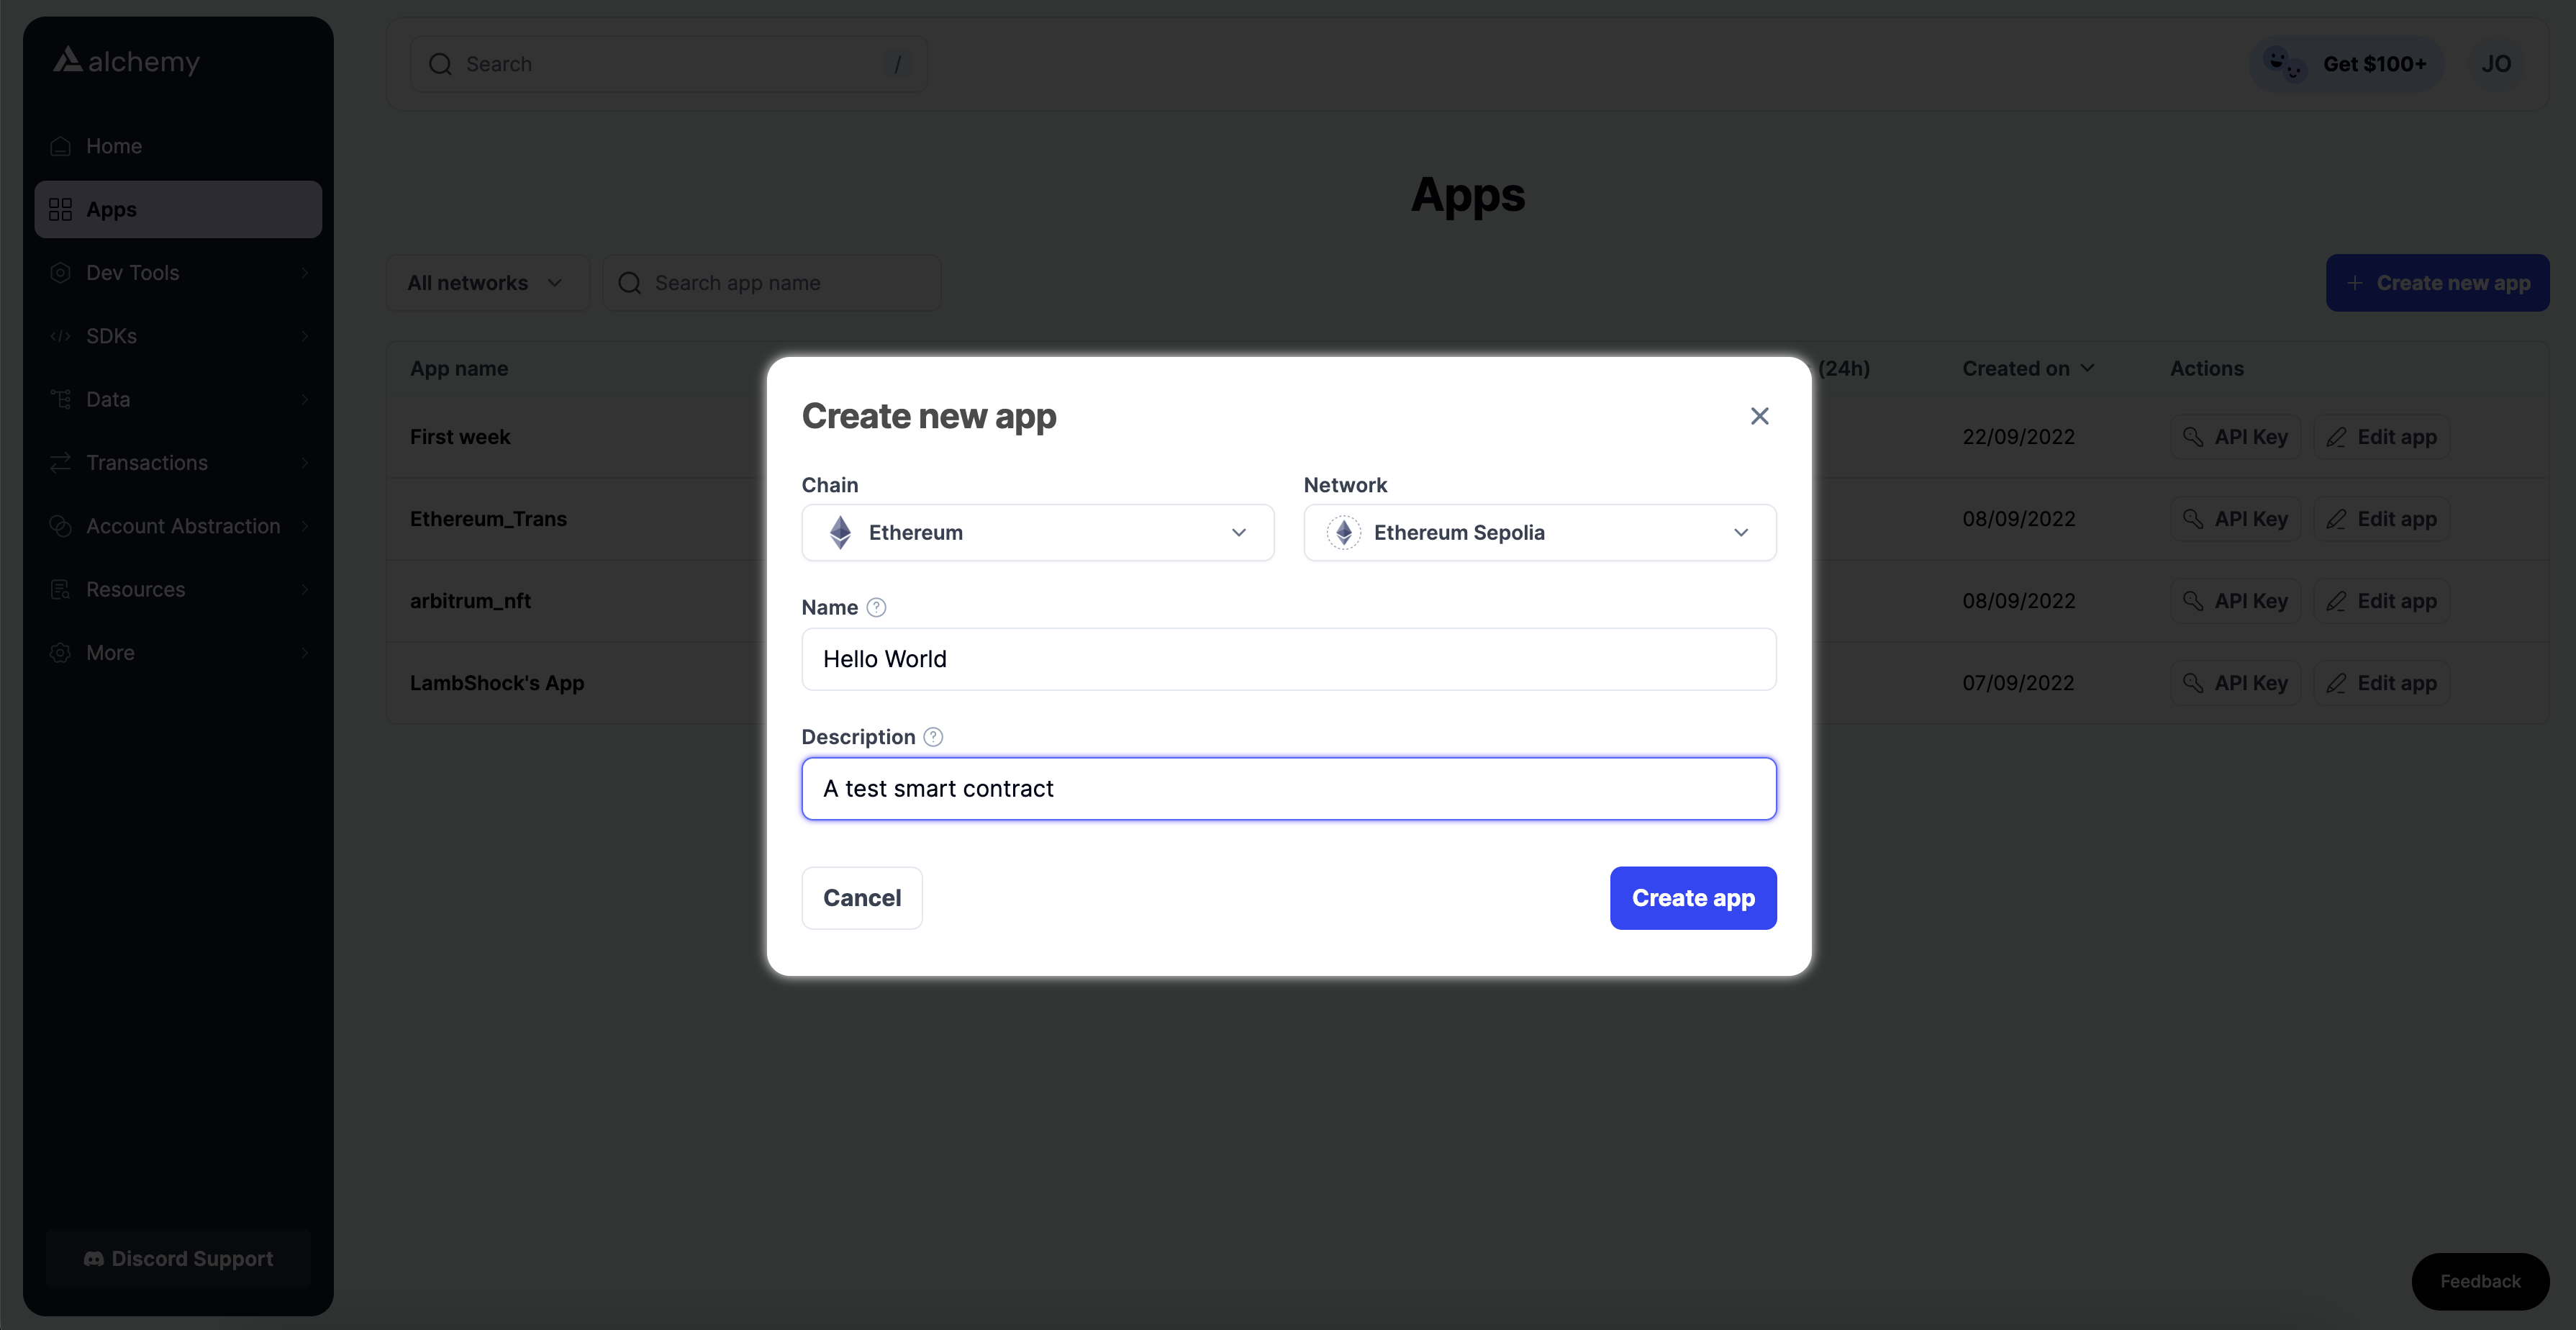 alchemy
Search /
Get $100+ JO
Home
Apps
Dev Tools
SDKs
Data
Transactions
Account Abstraction
Resources
More
Discord Support
Apps
All networks
Search app name
+ Create new app
App name (24h) Created on Actions
First week 22/09/2022 API Key Edit app
Ethereum_Trans 08/09/2022 API Key Edit app
arbitrum_nft 08/09/2022 API Key Edit app
LambShock's App 07/09/2022 API Key Edit app
Create new app
Chain Network
Ethereum Ethereum Sepolia
Name ?
Hello World
Description ?
A test smart contract
Cancel Create app
Feedback